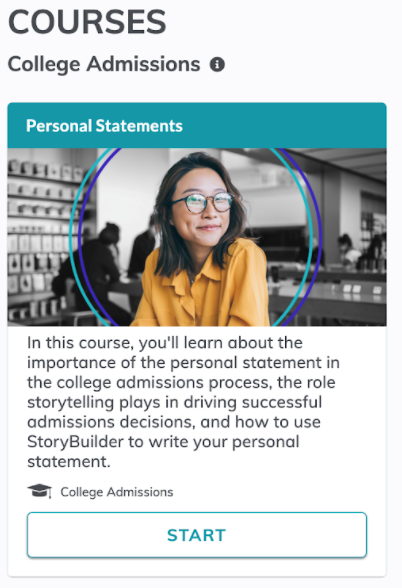 COURSES
College Admissions
Personal Statements
In this course, you'll learn about the
importance of the personal statement in
the college admissions process, the role
storytelling plays in driving successful
admissions decisions, and how to use
StoryBuilder to write your personal
statement.
College Admissions
START